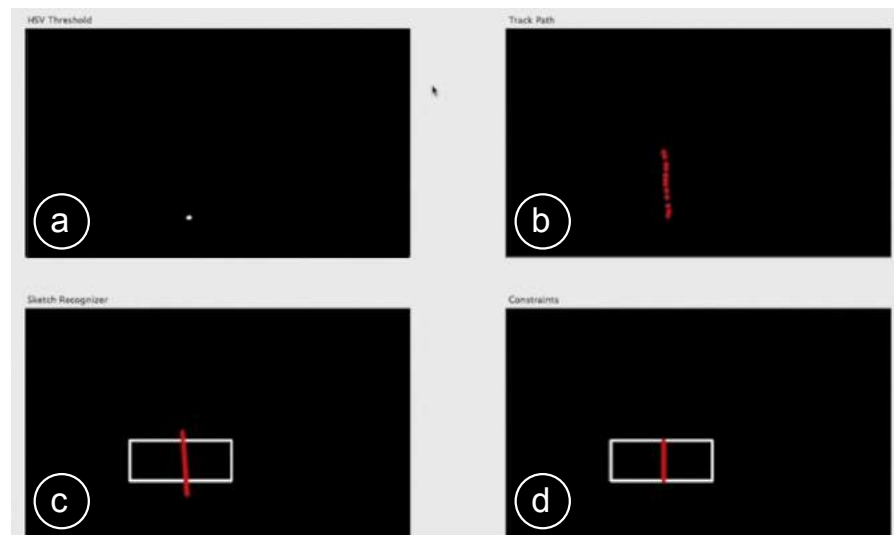 HSV Threshold
Track Path
a
b
Sketch Recognizer
Constraints
c
d